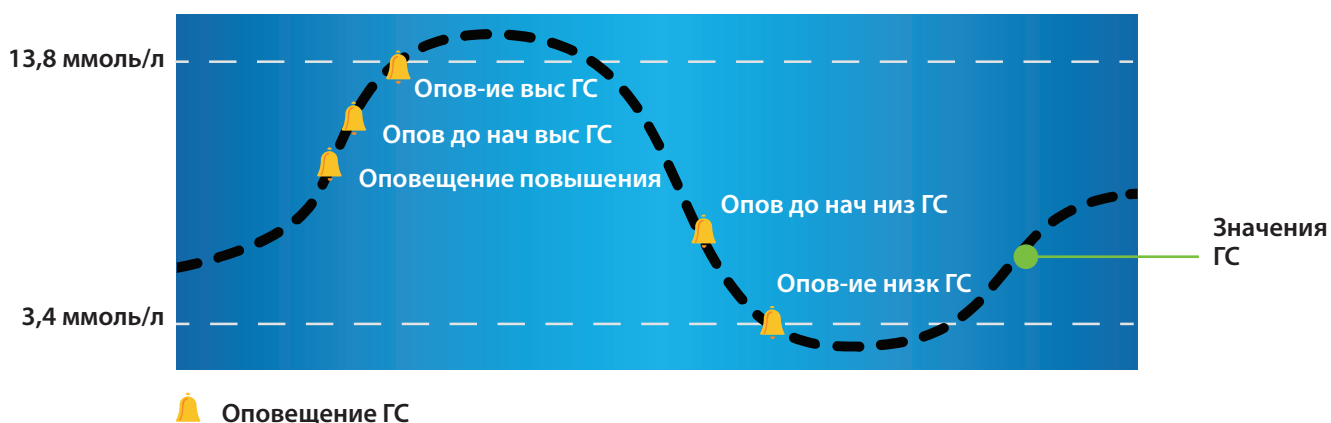 13,8 ммоль/л
Опов-ие выс ГС
Опов до нач выс ГС
Оповещение повышения
Опов до нач низ ГС
Значения
ГС
Опов-ие низк ГС
3,4 ммоль/л
Оповещение ГС